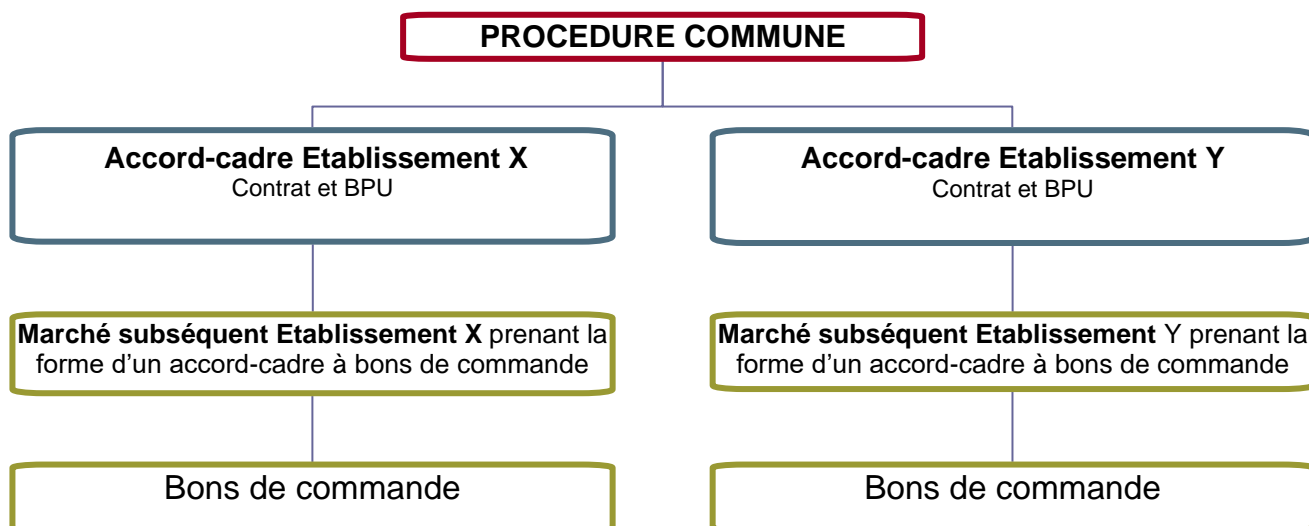 PROCEDURE COMMUNE
Accord-cadre Etablissement X
Contrat et BPU
Accord-cadre Etablissement Y
Contrat et BPU
Marché subséquent Etablissement X prenant la
forme d'un accord-cadre à bons de commande
Marché subséquent Etablissement Y prenant la
forme d'un accord-cadre à bons de commande
Bons de commande
Bons de commande